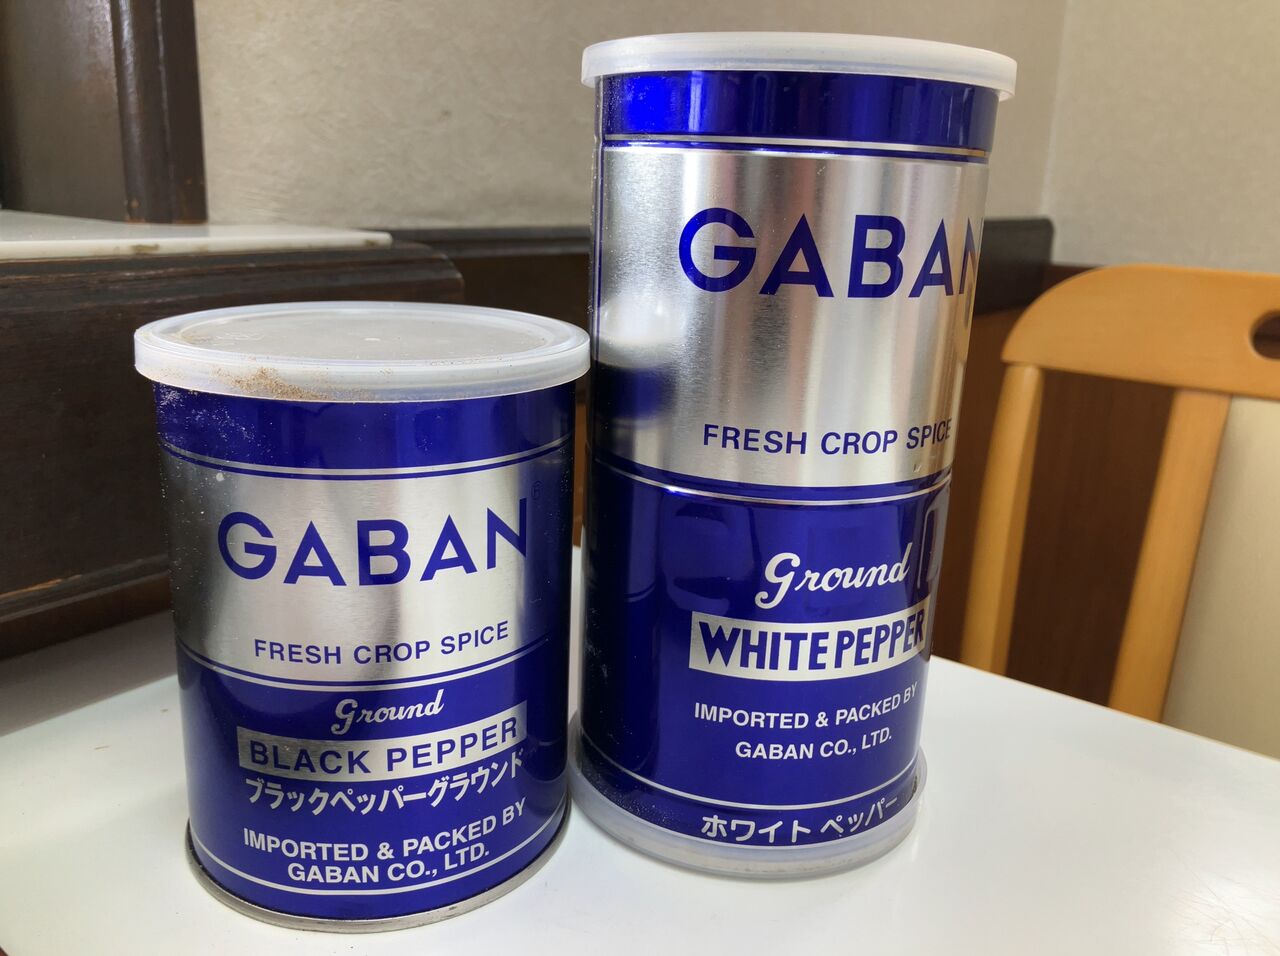 GABAN®
FRESH CROP SPICE
Ground
BLACK PEPPER
ブラックペッパーグラウンド
IMPORTED & PACKED BY
GABAN CO., LTD.
GABAN
FRESH CROP SPICE
Ground
WHITE PEPPER
IMPORTED & PACKED BY
GABAN CO., LTD.
ホワイト ペッパー